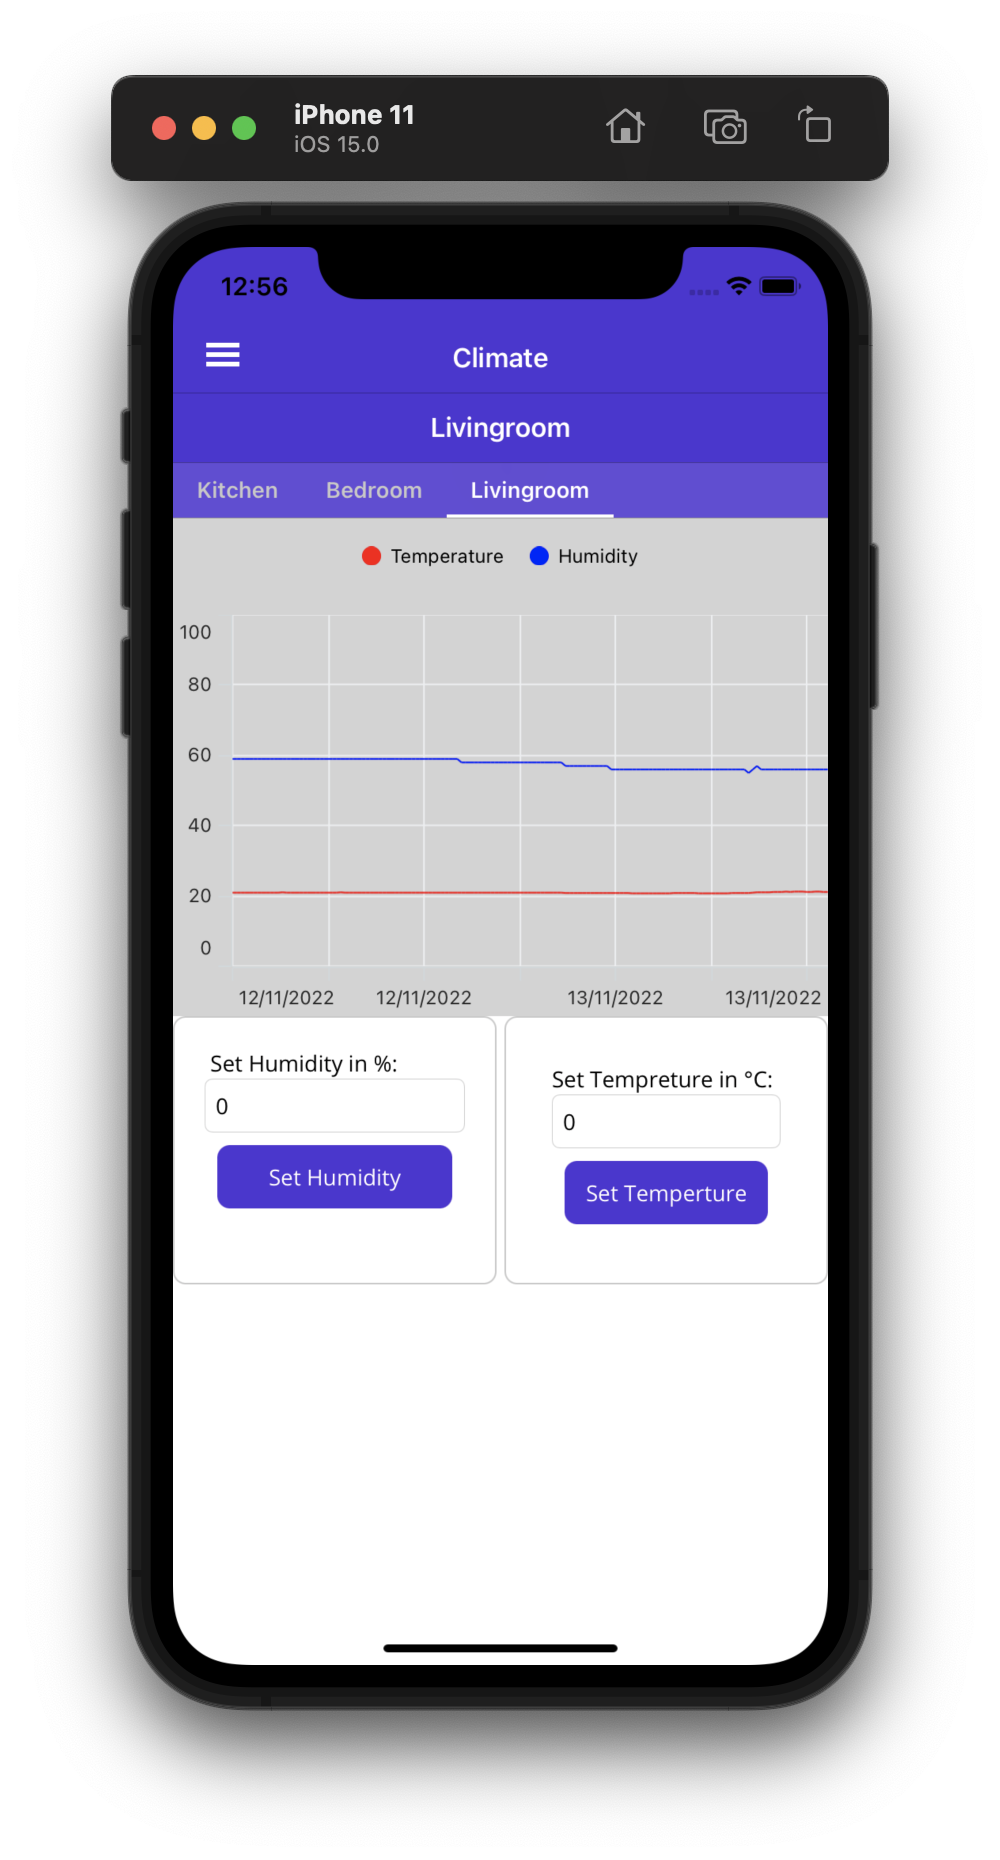 iPhone 11
iOS 15.0
12:56
Climate
Livingroom
Kitchen Bedroom Livingroom
Temperature Humidity
100
80
60
40
20
0
12/11/2022 12/11/2022 13/11/2022 13/11/2022
Set Humidity in %:
0
Set Humidity
Set Tempreture in °C:
0
Set Temperture